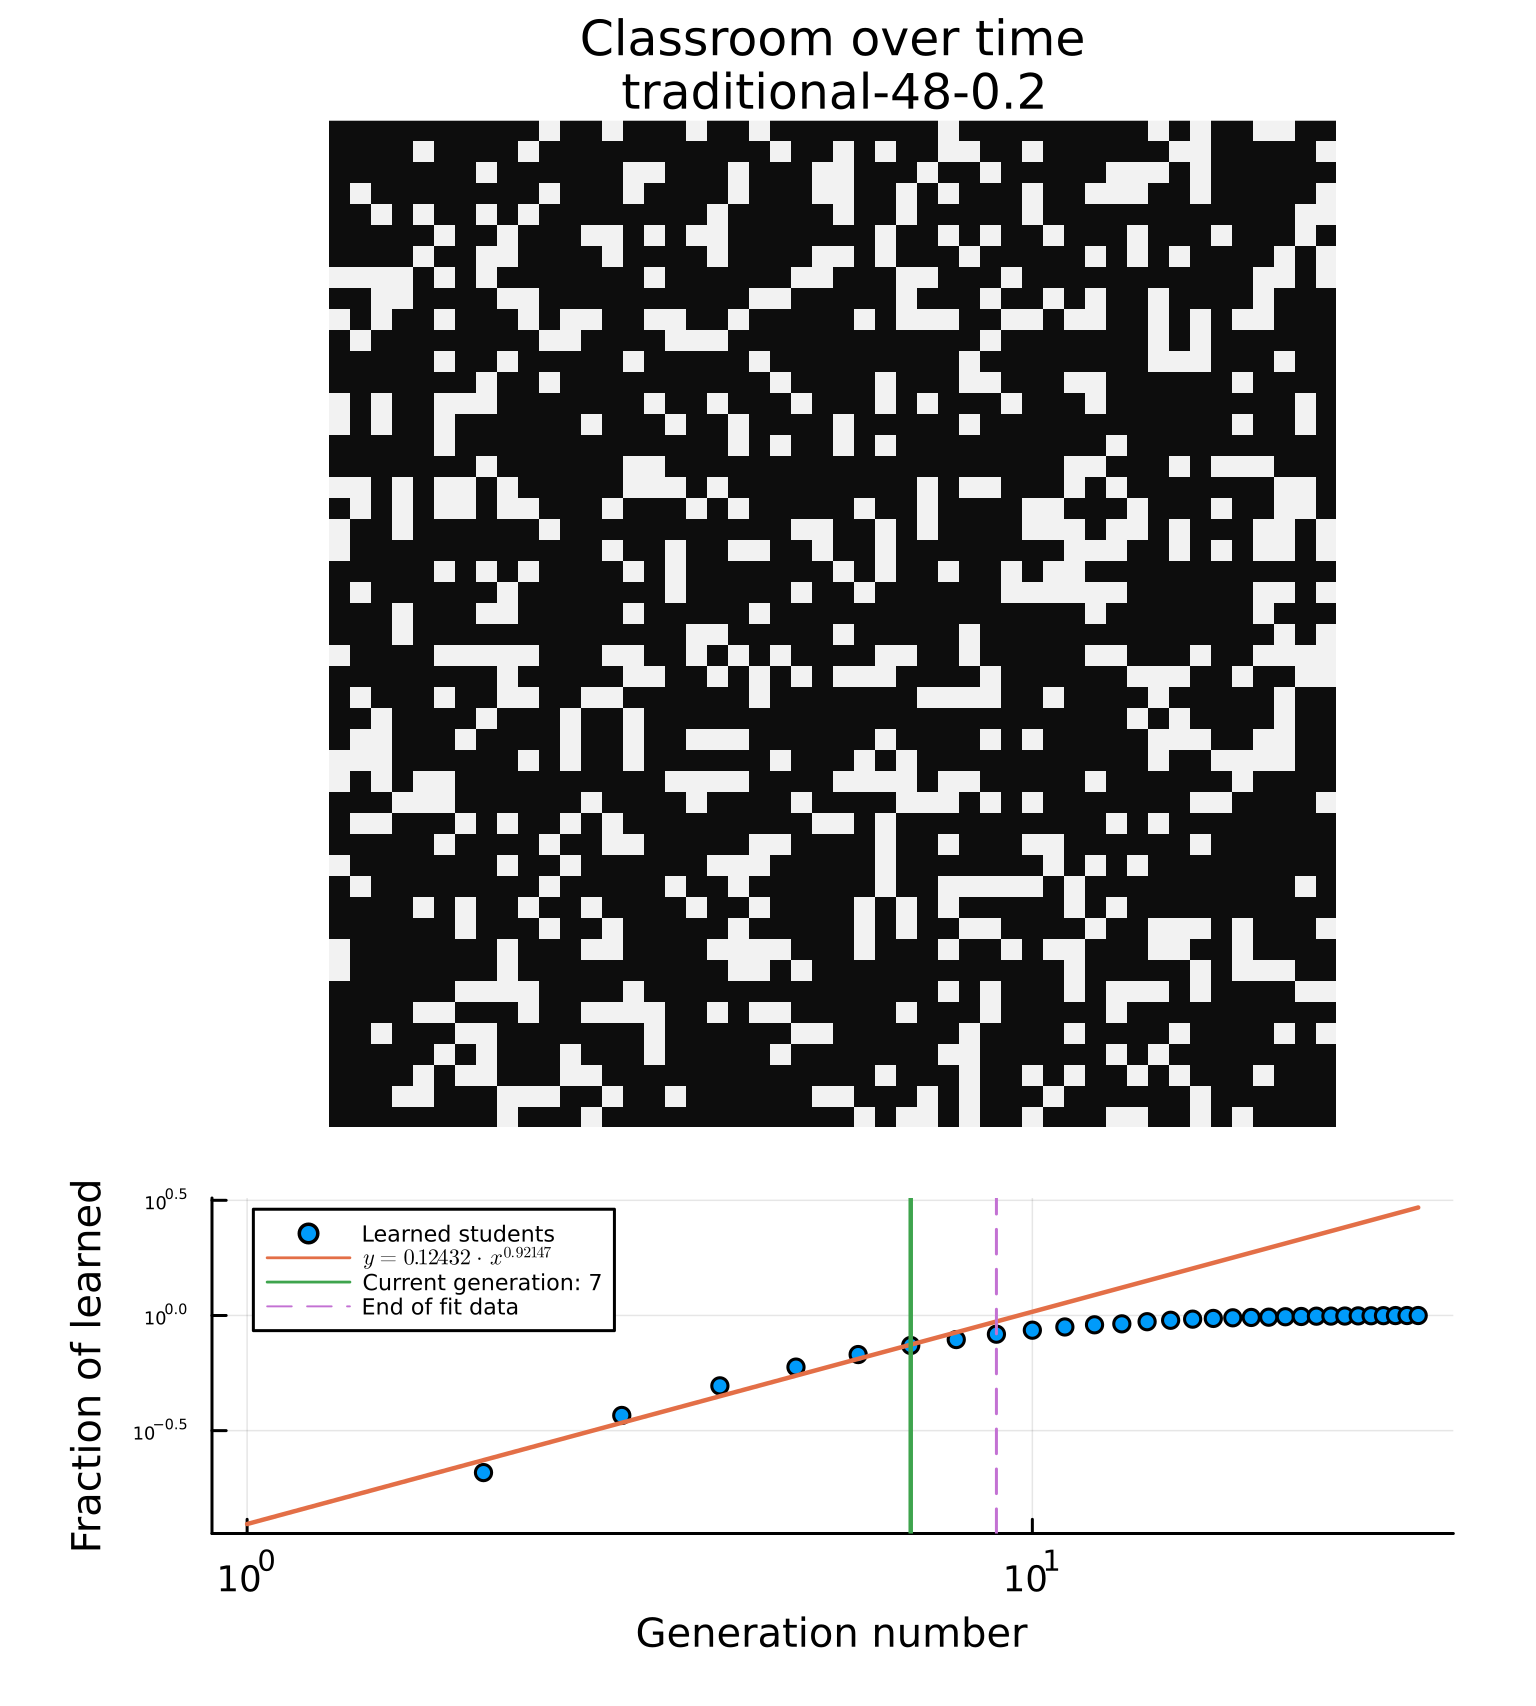 Classroom over time
traditional-48-0.2
Fraction of learned
10^0.5
10^0.0
10^−0.5
Learned students
y = 0.12432 · x^0.92147
Current generation: 7
End of fit data
10^0
10^1
Generation number